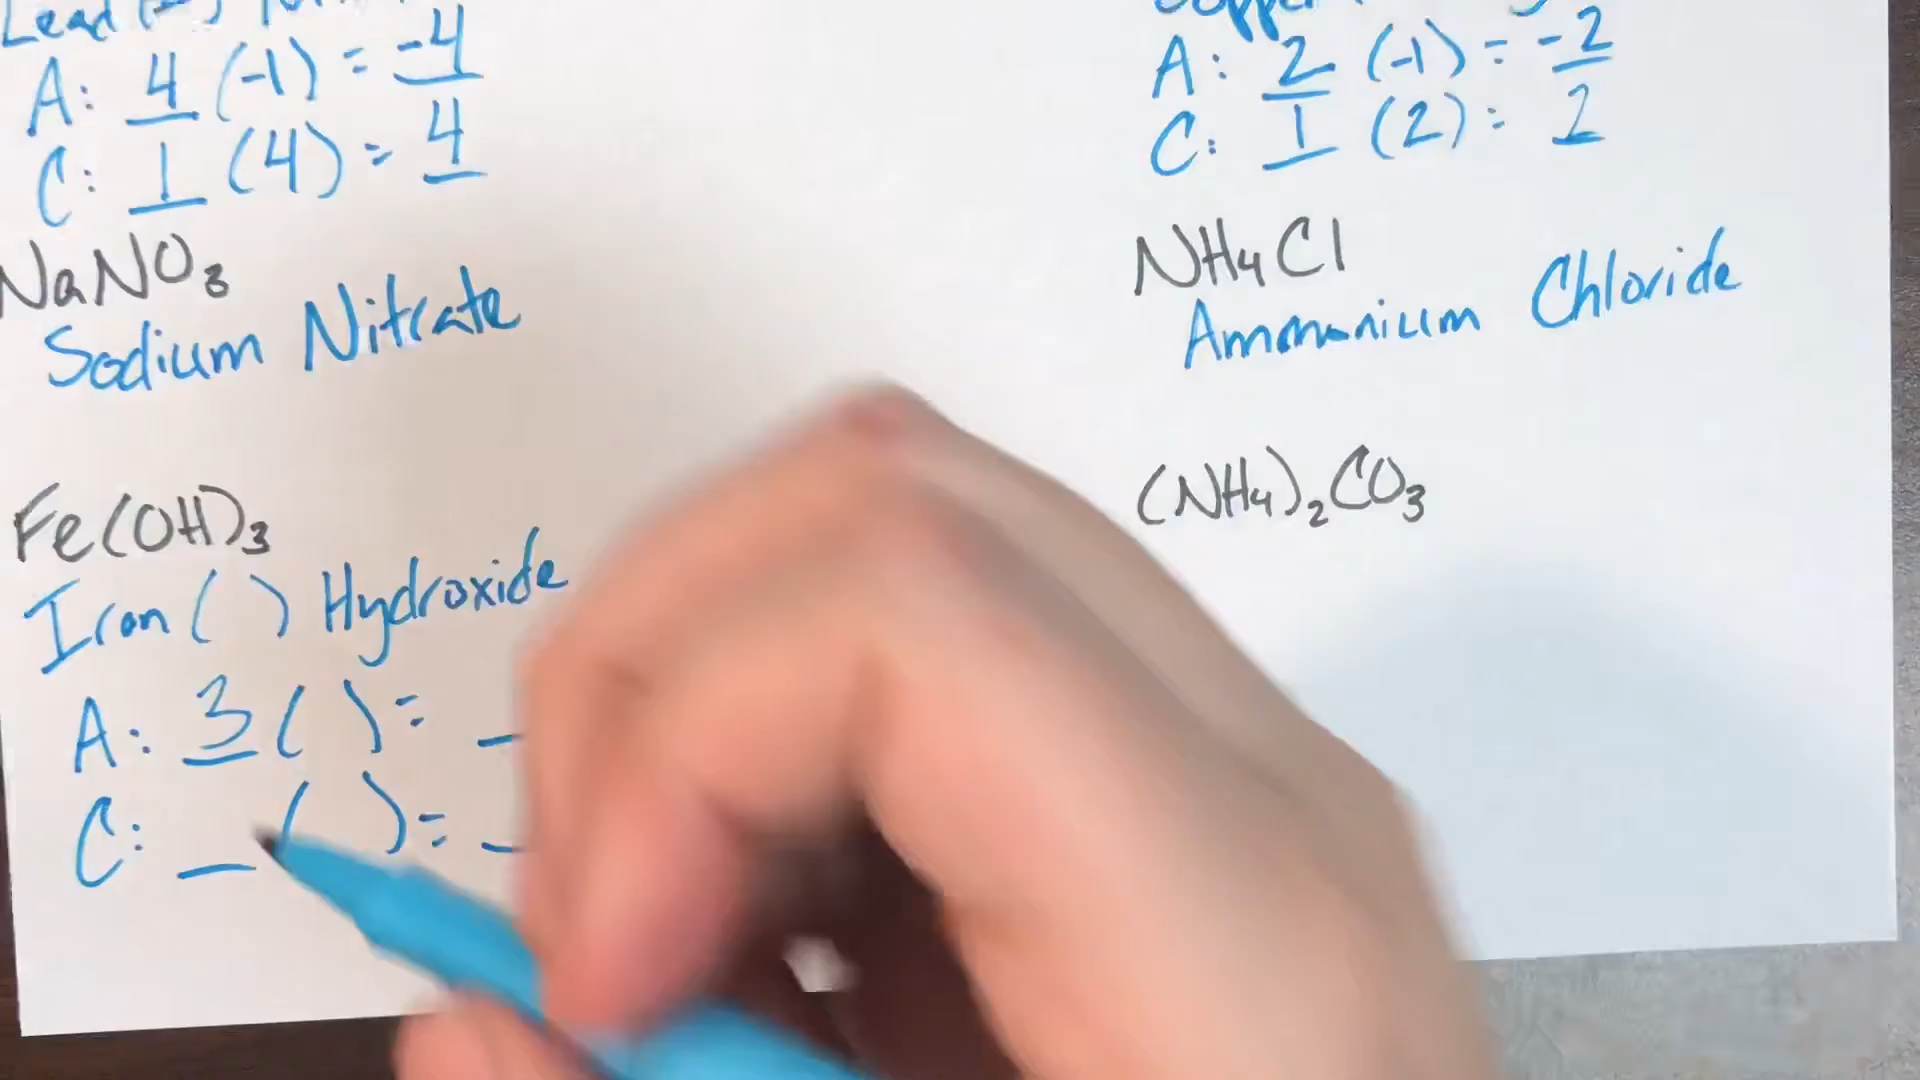 Lead
A: 4 (-1) = -4
C: 1 (4) = 4
NaNO3
Sodium Nitrate
Fe(OH)3
Iron ( ) Hydroxide
A: 3 ( ) = _
C: _ ( ) = _
A: 2 (-1) = -2
C: 1 (2) = 2
NH4Cl
Ammonium Chloride
(NH4)2CO3